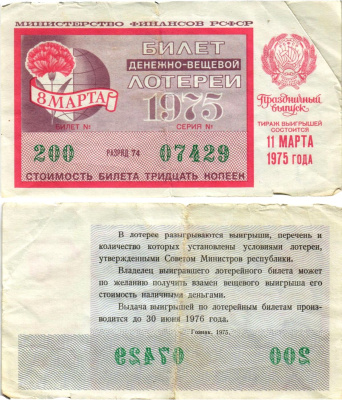 МИНИСТЕРСТВО ФИНАНСОВ РСФСР
БИЛЕТ
ДЕНЕЖНО-ВЕЩЕВОЙ
ЛОТЕРЕИ
8 МАРТА
1975
БИЛЕТ № СЕРИЯ №
200 РАЗРЯД 74 07429
СТОИМОСТЬ БИЛЕТА ТРИДЦАТЬ КОПЕЕК
Праздничный
выпуск
ТИРАЖ ВЫИГРЫШЕЙ
СОСТОИТСЯ
11 МАРТА
1975 ГОДА
В лотерее разыгрываются выигрыши, перечень и
количество которых установлены условиями лотереи,
утвержденными Советом Министров республики.
Владелец выигравшего лотерейного билета может
по желанию получить взамен вещевого выигрыша его
стоимость наличными деньгами.
Выдача выигрышей по лотерейным билетам произ-
водится до 30 июня 1976 года.
Гознак. 1975.
07429 200